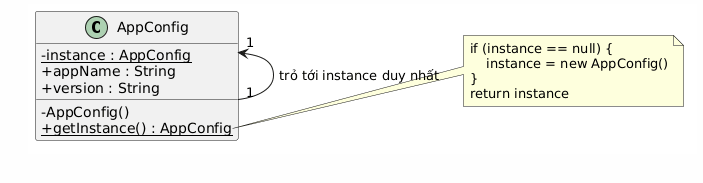 C AppConfig
-instance : AppConfig
+appName : String
+version : String
-AppConfig()
+getInstance() : AppConfig
1
1
trỏ tới instance duy nhất
if (instance == null) {
    instance = new AppConfig()
}
return instance